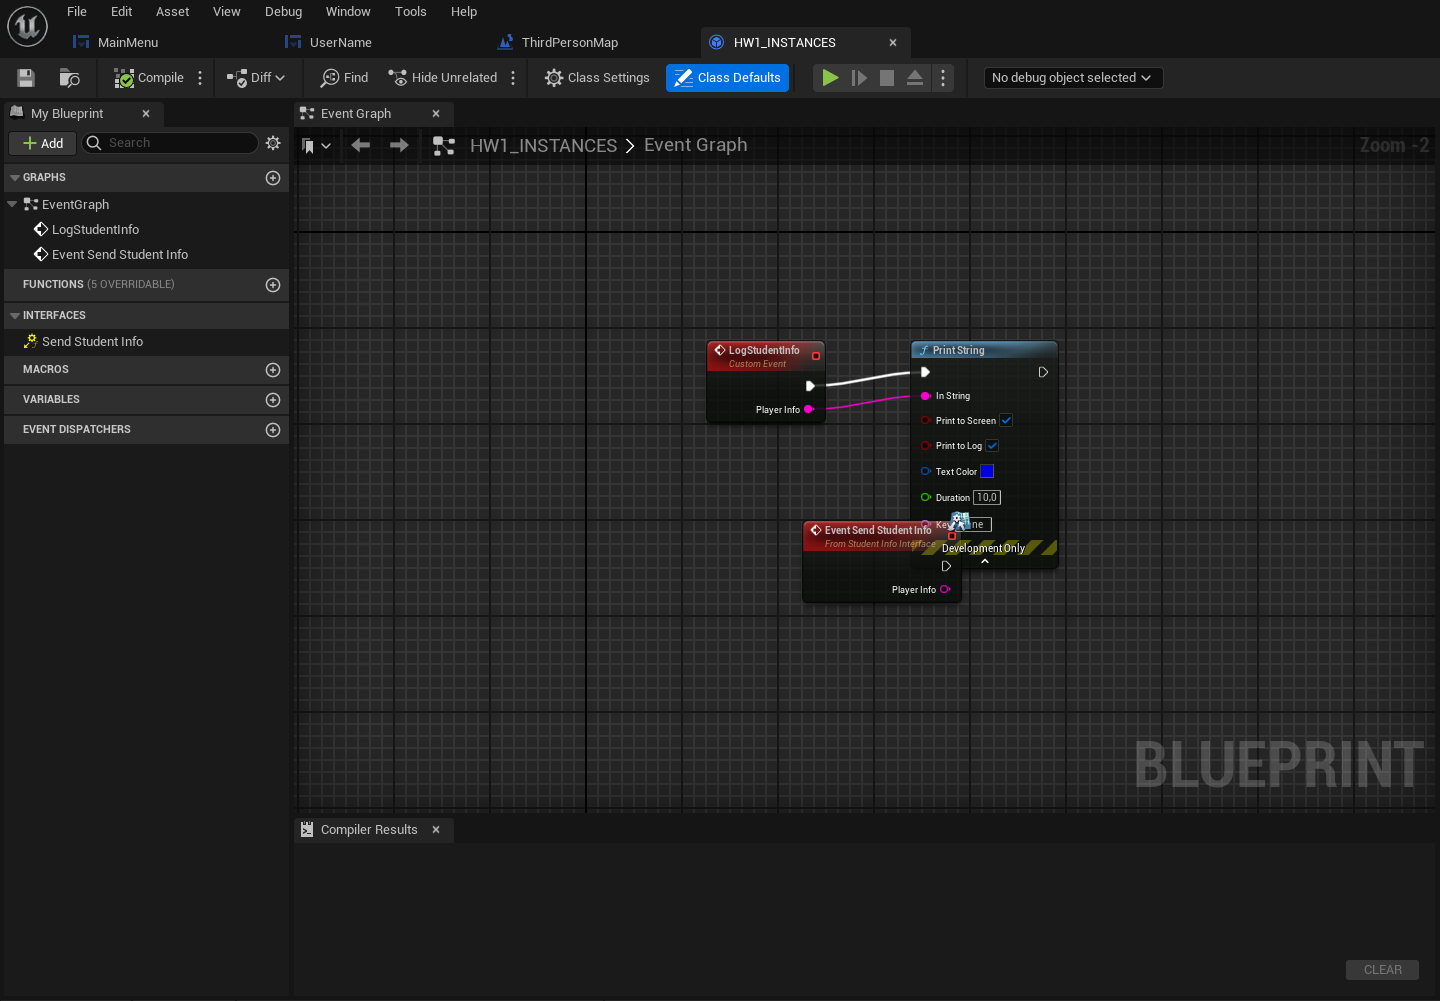 File Edit Asset View Debug Window Tools Help
MainMenu UserName ThirdPersonMap HW1_INSTANCES
Compile Diff Find Hide Unrelated Class Settings Class Defaults No debug object selected
My Blueprint
Event Graph
Add Search
HW1_INSTANCES Event Graph
Zoom -2
GRAPHS
EventGraph
LogStudentInfo
Event Send Student Info
FUNCTIONS (5 OVERRIDABLE)
INTERFACES
Send Student Info
MACROS
VARIABLES
EVENT DISPATCHERS
LogStudentInfo
Custom Event
Player Info
Print String
In String
Print to Screen
Print to Log
Text Color
Duration 10,0
Event Send Student Info
From Student Info Interface
Development Only
Player Info
BLUEPRINT
Compiler Results
CLEAR